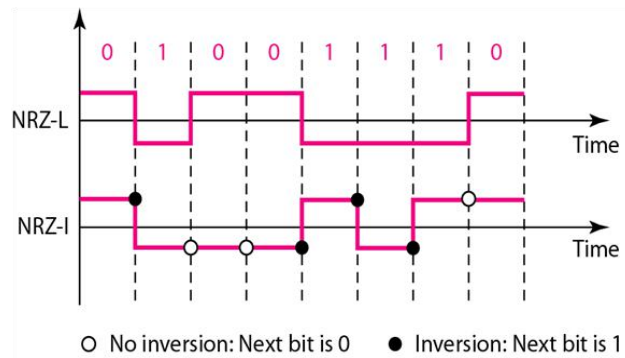 0 1 0 0 1 1 1 0
NRZ-L
Time
NRZ-I
Time
No inversion: Next bit is 0
Inversion: Next bit is 1